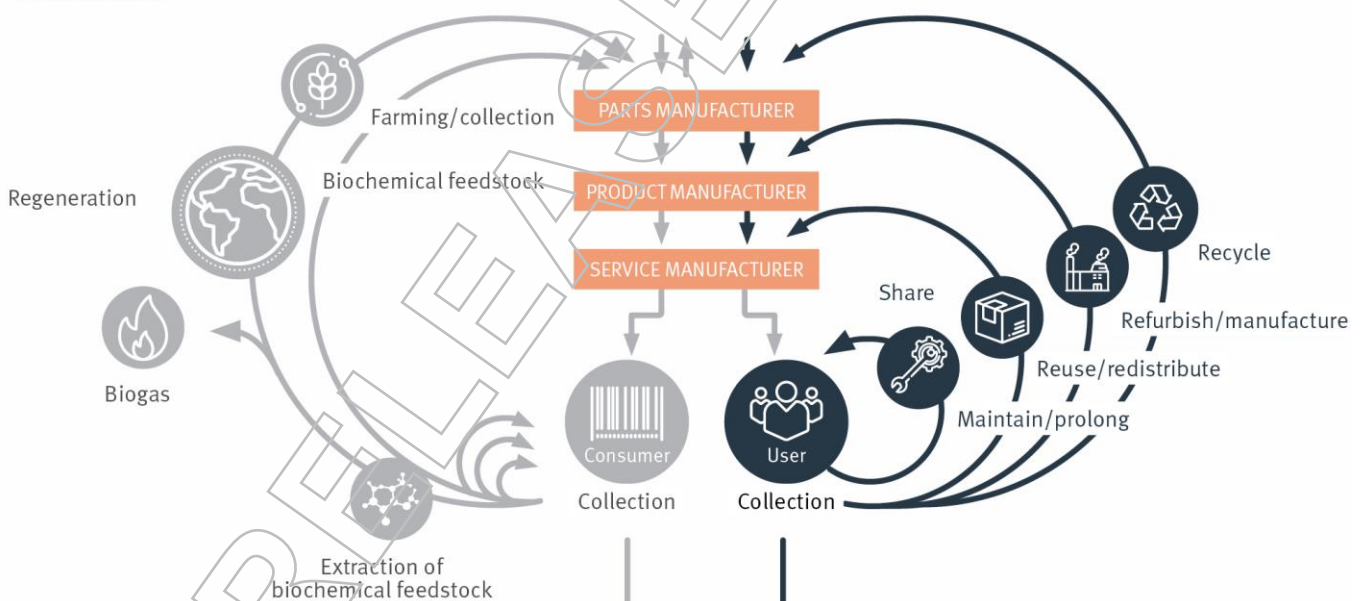 PARTS MANUFACTURER
Farming/collection
Biochemical feedstock
PRODUCT MANUFACTURER
Regeneration
SERVICE MANUFACTURER
Recycle
Share
Refurbish/manufacture
Reuse/redistribute
Biogas
Maintain/prolong
Consumer
User
Collection
Collection
Extraction of
biochemical feedstock
RELEASE